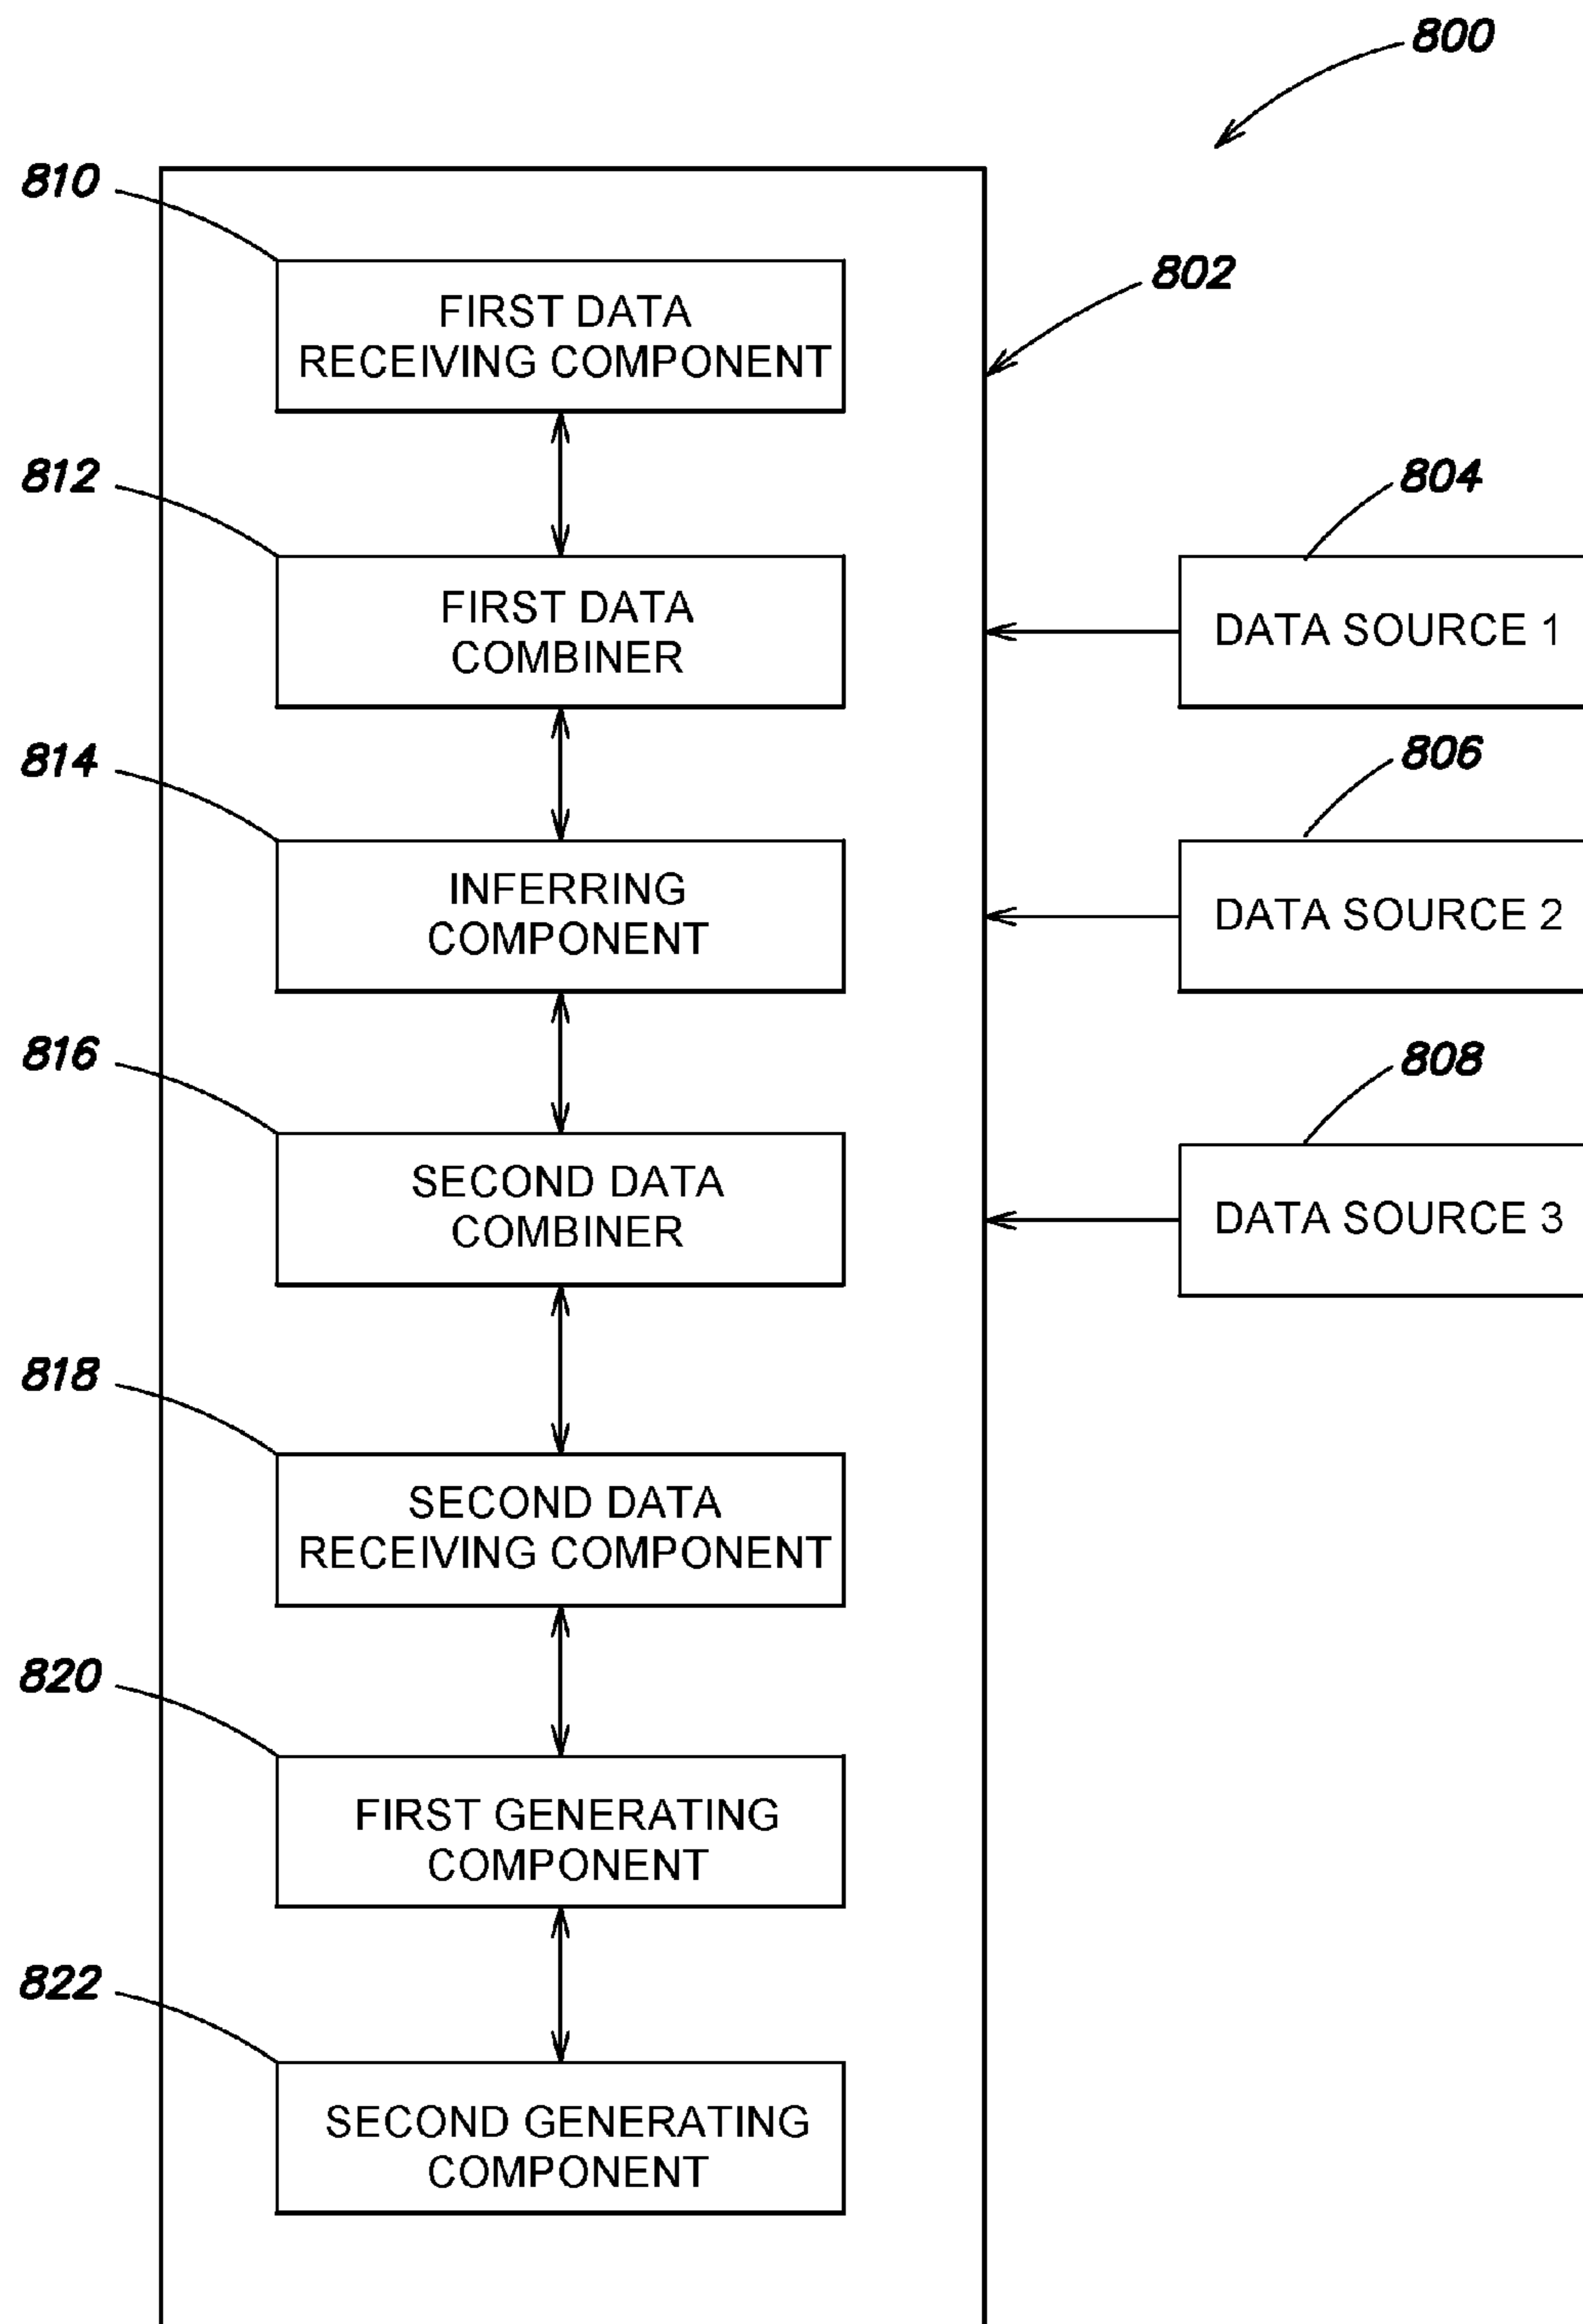 800
810
802
FIRST DATA
RECEIVING COMPONENT
812
804
FIRST DATA
COMBINER
DATA SOURCE 1
814
806
INFERRING
COMPONENT
DATA SOURCE 2
816
808
SECOND DATA
COMBINER
DATA SOURCE 3
818
SECOND DATA
RECEIVING COMPONENT
820
FIRST GENERATING
COMPONENT
822
SECOND GENERATING
COMPONENT